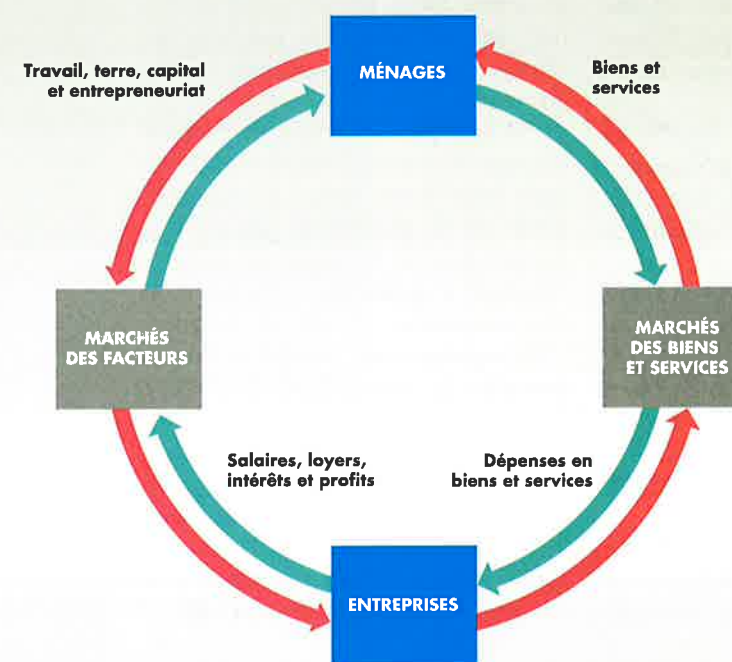 Travail, terre, capital
et entrepreneuriat
MÉNAGES
Biens et
services
MARCHÉS
DES FACTEURS
MARCHÉS
DES BIENS
ET SERVICES
Salaires, loyers,
intérêts et profits
Dépenses en
biens et services
ENTREPRISES